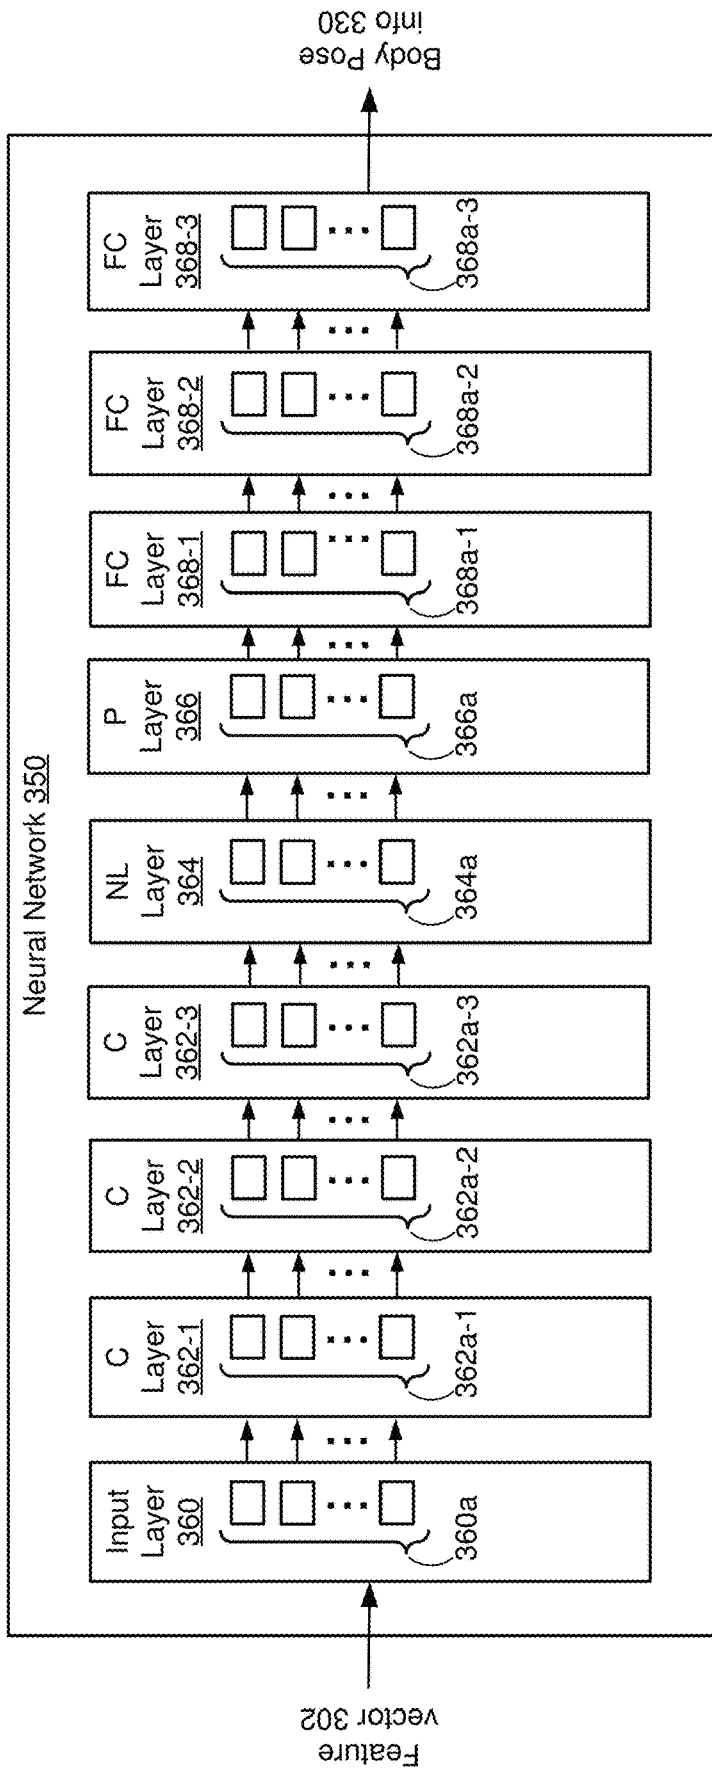 Neural Network 350
Feature
vector 302
Input
Layer
360
360a
C
Layer
362-1
362a-1
C
Layer
362-2
362a-2
C
Layer
362-3
362a-3
NL
Layer
364
364a
P
Layer
366
366a
FC
Layer
368-1
368a-1
FC
Layer
368-2
368a-2
FC
Layer
368-3
368a-3
Body Pose
info 330